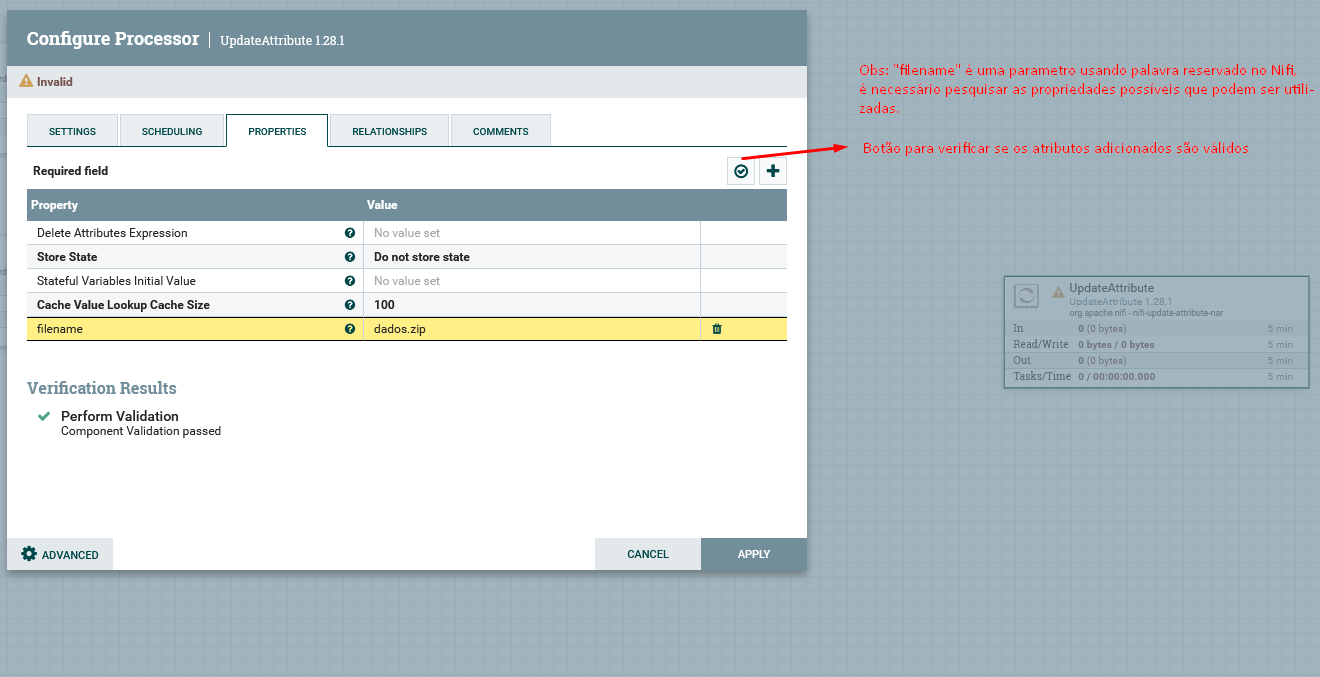 Configure Processor | UpdateAttribute 1.28.1
Invalid
SETTINGS
SCHEDULING
PROPERTIES
RELATIONSHIPS
COMMENTS
Required field
Property Value
Delete Attributes Expression No value set
Store State Do not store state
Stateful Variables Initial Value No value set
Cache Value Lookup Cache Size 100
filename dados.zip
Verification Results
Perform Validation
Component Validation passed
ADVANCED
CANCEL
APPLY
Obs: "filename" é uma parametro usando palavra reservado no Nifi,
é necessário pesquisar as propriedades possíveis que podem ser utili-
zadas.
Botão para verificar se os atributos adicionados são válidos
UpdateAttribute
UpdateAttribute 1.28.1
org.apache.nifi - nifi-update-attribute-nar
In 0 (0 bytes) 5 min
Read/Write 0 bytes / 0 bytes 5 min
Out 0 (0 bytes) 5 min
Tasks/Time 0 / 00:00:00.000 5 min